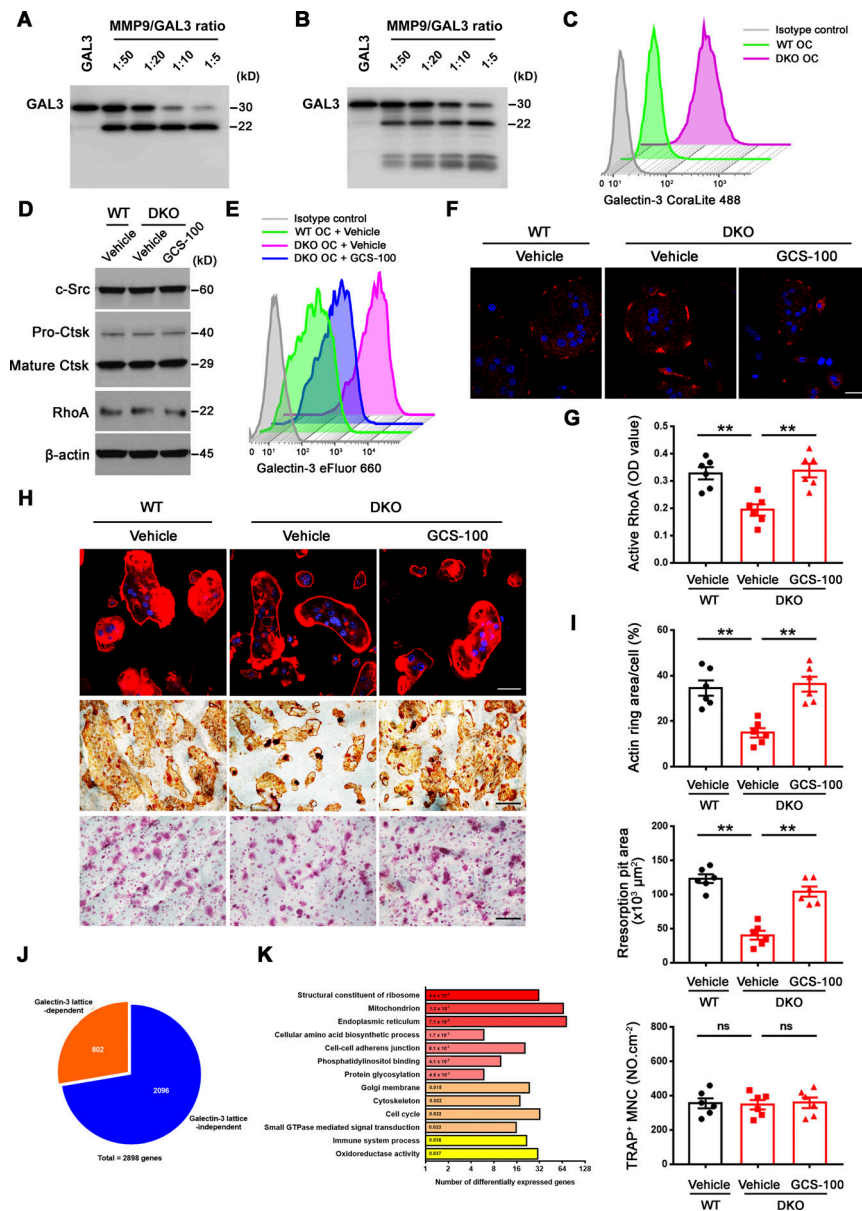 A
MMP9/GAL3 ratio
GAL3
1:50
1:20
1:10
1:5
(kD)
GAL3
30
22
B
MMP9/GAL3 ratio
GAL3
1:50
1:20
1:10
1:5
(kD)
GAL3
30
22
C
Isotype control
WT OC
DKO OC
0 10¹ 10² 10³
Galectin-3 CoraLite 488
D
WT DKO
Vehicle
Vehicle
GCS-100
(kD)
c-Src 60
Pro-Ctsk 40
Mature Ctsk 29
RhoA 22
β-actin 45
E
Isotype control
WT OC + Vehicle
DKO OC + Vehicle
DKO OC + GCS-100
0 10¹ 10² 10³ 10⁴
Galectin-3 eFluor 660
F
WT DKO
Vehicle Vehicle GCS-100
G
Active RhoA (OD value)
0.5
0.4
0.3
0.2
0.1
0.0
** **
Vehicle Vehicle GCS-100
WT DKO
H
WT DKO
Vehicle Vehicle GCS-100
I
Actin ring area/cell (%)
60
40
20
0
** **
Vehicle Vehicle GCS-100
WT DKO
Rresorption pit area
(x10³ µm²)
200
150
100
50
0
** **
Vehicle Vehicle GCS-100
WT DKO
TRAP⁺ MNC (NO.cm⁻²)
800
600
400
200
0
ns ns
Vehicle Vehicle GCS-100
WT DKO
J
Galectin-3 lattice
-dependent
802
2096
Galectin-3 lattice
-independent
Total = 2898 genes
K
Structural constituent of ribosome
Mitochondrion
Endoplasmic reticulum
Cellular amino acid biosynthetic process
Cell-cell adherens junction
Phosphatidylinositol binding
Protein glycosylation
Golgi membrane 0.018
Cytoskeleton 0.022
Cell cycle 0.022
Small GTPase mediated signal transduction 0.023
Immune system process 0.036
Oxidoreductase activity 0.037
1 2 4 8 16 32 64 128
Number of differentially expressed genes